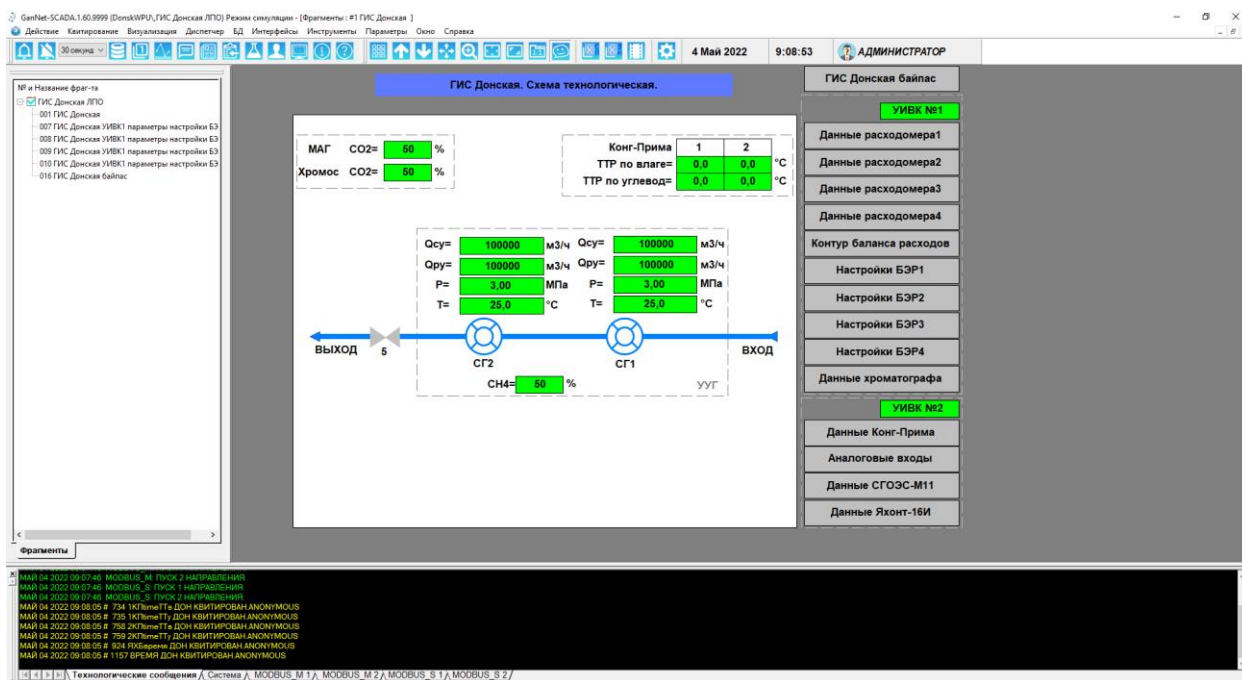 GanNet-SCADA.1.60.9999 (DonskWPU\,ГИС Донская ЛПО) Режим симуляции - [Фрагменты : #1 ГИС Донская ]
Действие Квитирование Визуализация Диспетчер БД Интерфейсы Инструменты Параметры Окно Справка
30 секунд 4 Май 2022 9:08:53 АДМИНИСТРАТОР
№ и Название фраг-та
ГИС Донская ЛПО
001 ГИС Донская
007 ГИС Донская УИВК1 параметры настройки БЭ
008 ГИС Донская УИВК1 параметры настройки БЭ
009 ГИС Донская УИВК1 параметры настройки БЭ
010 ГИС Донская УИВК1 параметры настройки БЭ
016 ГИС Донская байпас
Фрагменты
ГИС Донская. Схема технологическая.
МАГ CO2= 50 %
Хромос CO2= 50 %
Конг-Прима 1 2
ТТР по влаге= 0,0 0,0 °C
ТТР по углевод= 0,0 0,0 °C
Qсу= 100000 м3/ч Qсу= 100000 м3/ч
Qру= 100000 м3/ч Qру= 100000 м3/ч
P= 3,00 МПа P= 3,00 МПа
T= 25,0 °C T= 25,0 °C
ВЫХОД 5 СГ2 СГ1 ВХОД
CH4= 50 % УУГ
ГИС Донская байпас
УИВК №1
Данные расходомера1
Данные расходомера2
Данные расходомера3
Данные расходомера4
Контур баланса расходов
Настройки БЭР1
Настройки БЭР2
Настройки БЭР3
Настройки БЭР4
Данные хроматографа
УИВК №2
Данные Конг-Прима
Аналоговые входы
Данные СГОЭС-М11
Данные Яхонт-16И
МАЙ 04 2022 09:07:46 MODBUS_M: ПУСК 2 НАПРАВЛЕНИЯ
МАЙ 04 2022 09:07:46 MODBUS_S: ПУСК 1 НАПРАВЛЕНИЯ
МАЙ 04 2022 09:07:46 MODBUS_S: ПУСК 2 НАПРАВЛЕНИЯ
МАЙ 04 2022 09:08:05 # 734 1КПtimeТТв ДОН КВИТИРОВАН.ANONYMOUS
МАЙ 04 2022 09:08:05 # 735 1КПtimeТТу ДОН КВИТИРОВАН.ANONYMOUS
МАЙ 04 2022 09:08:05 # 758 2КПtimeТТв ДОН КВИТИРОВАН.ANONYMOUS
МАЙ 04 2022 09:08:05 # 759 2КПtimeТТу ДОН КВИТИРОВАН.ANONYMOUS
МАЙ 04 2022 09:08:05 # 924 ЯХБвремя ДОН КВИТИРОВАН.ANONYMOUS
МАЙ 04 2022 09:08:05 # 1157 ВРЕМЯ ДОН КВИТИРОВАН.ANONYMOUS
Технологические сообщения Система MODBUS_M 1 MODBUS_M 2 MODBUS_S 1 MODBUS_S 2